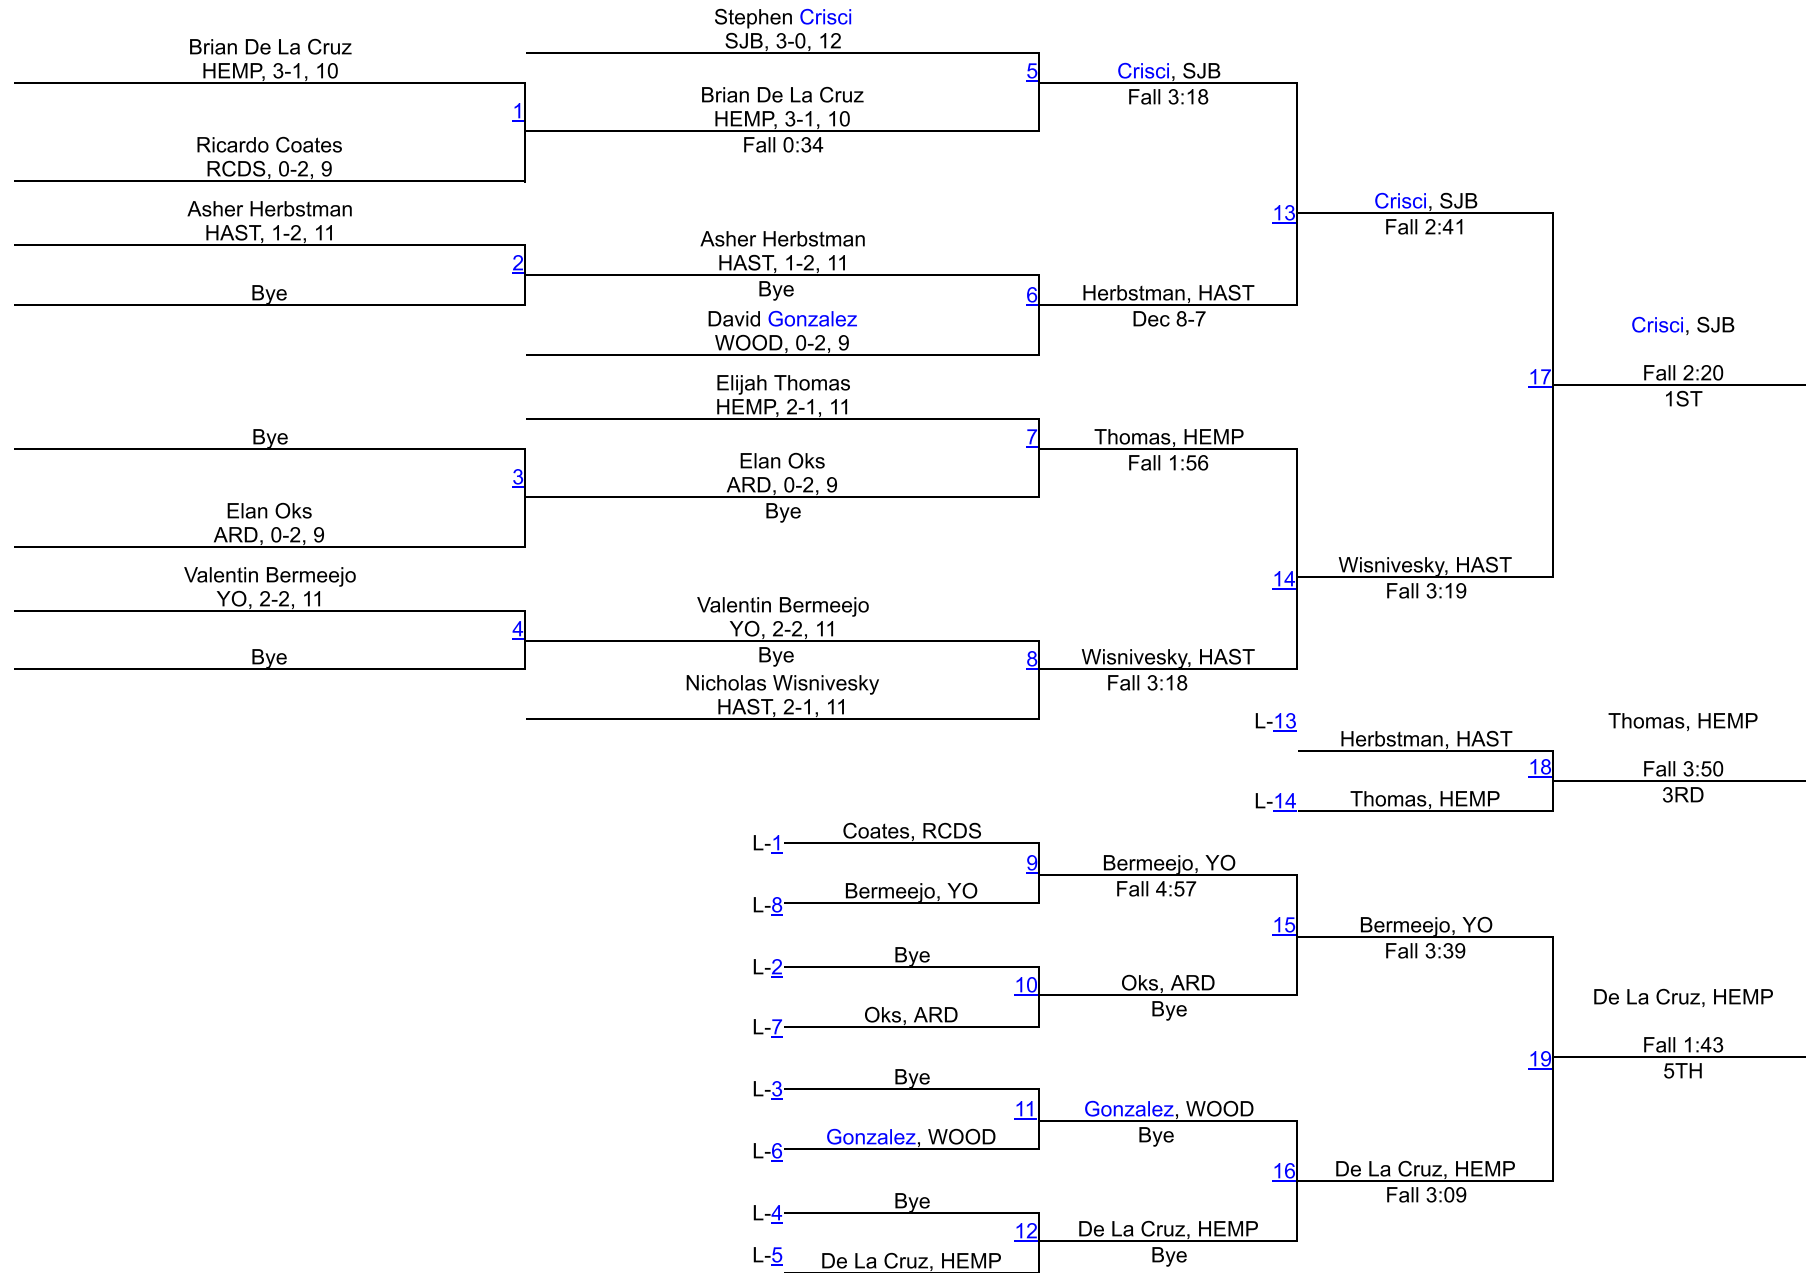 Brian De La Cruz
HEMP, 3-1, 10
1
Ricardo Coates
RCDS, 0-2, 9
Asher Herbstman
HAST, 1-2, 11
2
Bye
Bye
3
Elan Oks
ARD, 0-2, 9
Valentin Bermeejo
YO, 2-2, 11
4
Bye
Stephen Crisci
SJB, 3-0, 12
5
Brian De La Cruz
HEMP, 3-1, 10
Fall 0:34
Asher Herbstman
HAST, 1-2, 11
Bye
6
David Gonzalez
WOOD, 0-2, 9
Elijah Thomas
HEMP, 2-1, 11
7
Elan Oks
ARD, 0-2, 9
Bye
Valentin Bermeejo
YO, 2-2, 11
Bye
8
Nicholas Wisnivesky
HAST, 2-1, 11
Crisci, SJB
Fall 3:18
13
Herbstman, HAST
Dec 8-7
Thomas, HEMP
Fall 1:56
14
Wisnivesky, HAST
Fall 3:18
Crisci, SJB
Fall 2:41
17
Wisnivesky, HAST
Fall 3:19
Crisci, SJB
Fall 2:20
1ST
L-13
Herbstman, HAST
18
L-14
Thomas, HEMP
Thomas, HEMP
Fall 3:50
3RD
L-1
Coates, RCDS
9
L-8
Bermeejo, YO
L-2
Bye
10
L-7
Oks, ARD
L-3
Bye
11
L-6
Gonzalez, WOOD
L-4
Bye
12
L-5
De La Cruz, HEMP
Bermeejo, YO
Fall 4:57
15
Oks, ARD
Bye
Gonzalez, WOOD
Bye
16
De La Cruz, HEMP
Bye
Bermeejo, YO
Fall 3:39
19
De La Cruz, HEMP
Fall 3:09
De La Cruz, HEMP
Fall 1:43
5TH